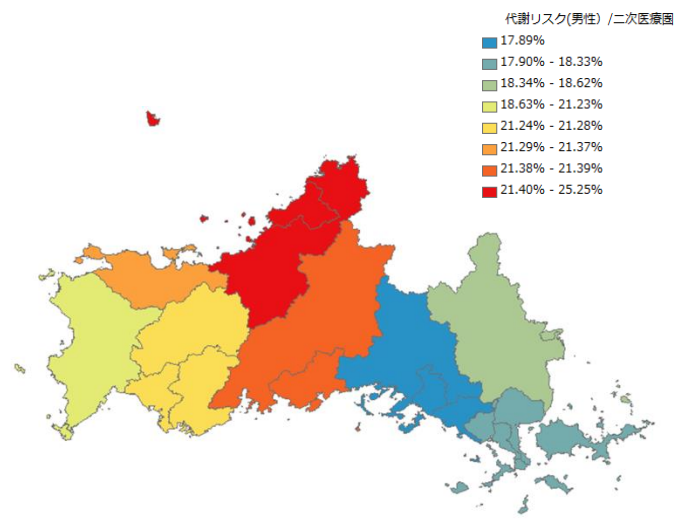 代謝リスク(男性）/二次医療圏
17.89%
17.90% - 18.33%
18.34% - 18.62%
18.63% - 21.23%
21.24% - 21.28%
21.29% - 21.37%
21.38% - 21.39%
21.40% - 25.25%